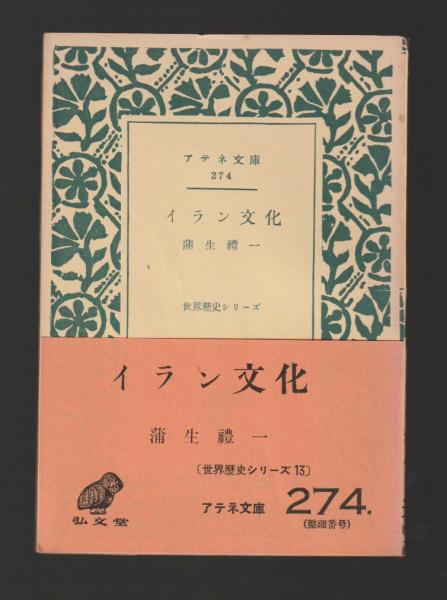 アテネ文庫
274
イラン文化
蒲生禮一
世界歷史シリーズ
イラン文化
蒲生禮一
〔世界歷史シリーズ13〕
アテネ文庫 274.
(整理番号)
弘文堂